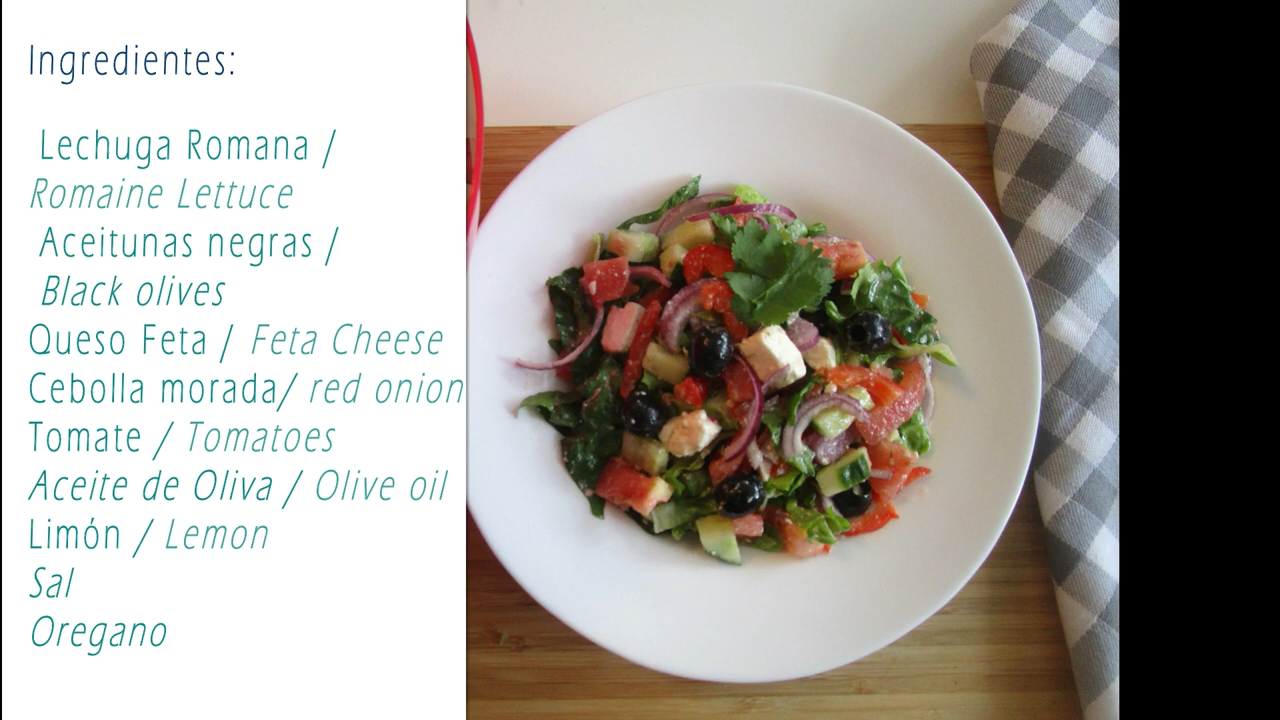 Ingredientes:
Lechuga Romana /
Romaine Lettuce
Aceitunas negras /
Black olives
Queso Feta / Feta Cheese
Cebolla morada/ red onion
Tomate / Tomatoes
Aceite de Oliva / Olive oil
Limón / Lemon
Sal
Oregano